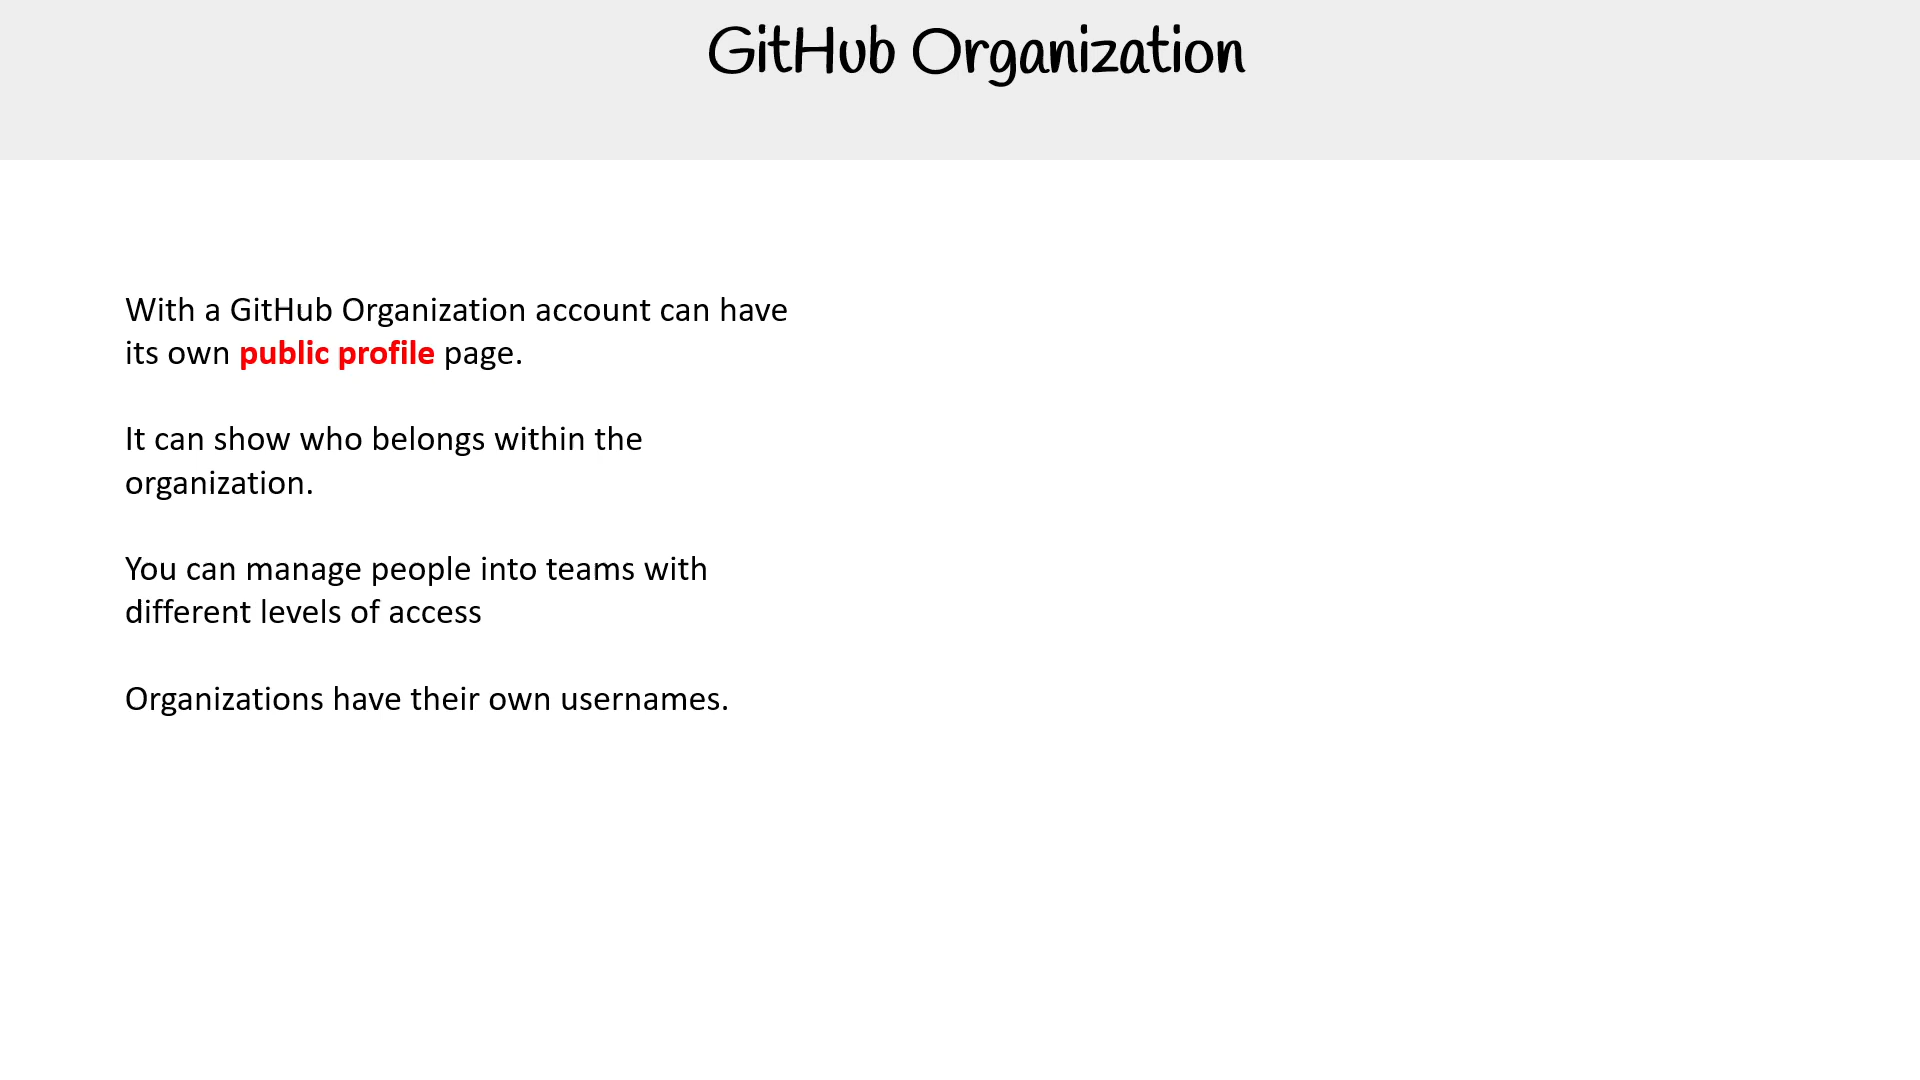 GitHub Organization
With a GitHub Organization account can have
its own public profile page.
It can show who belongs within the
organization.
You can manage people into teams with
different levels of access
Organizations have their own usernames.